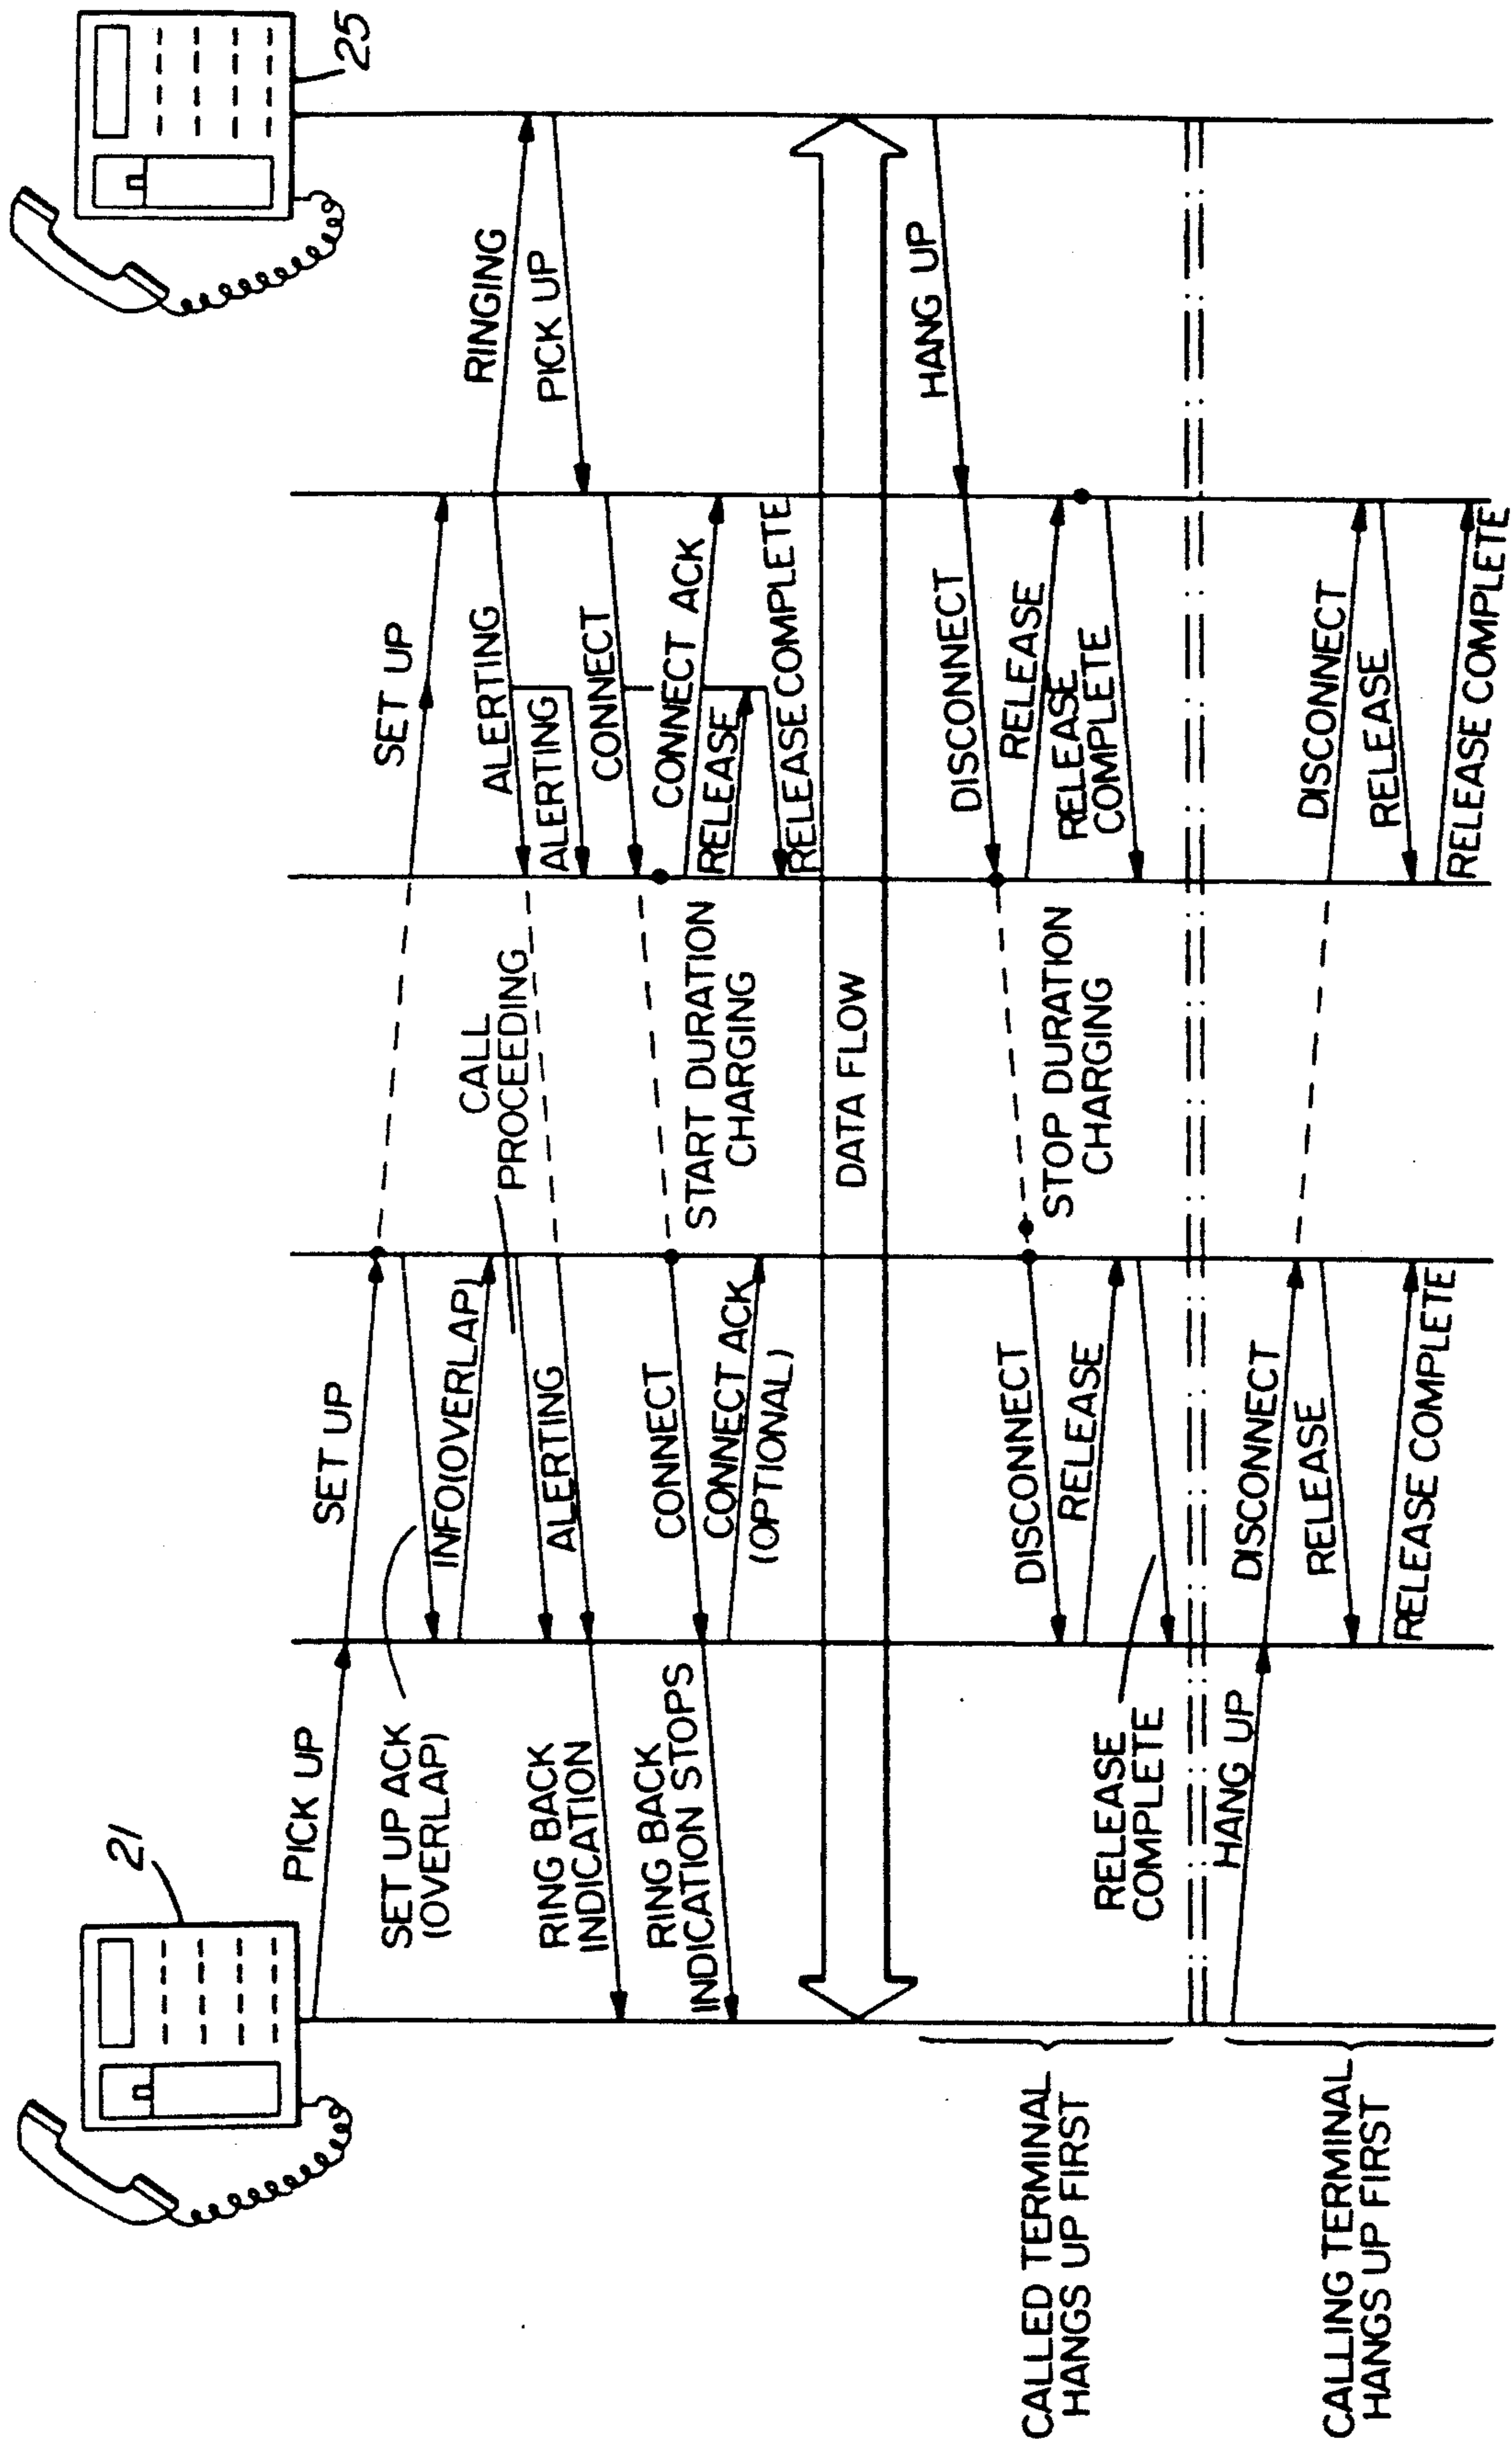 21
25
PICK UP
SET UP
SET UP
SET UP ACK
(OVERLAP)
INFO(OVERLAP)
CALL
PROCEEDING
ALERTING
RINGING
ALERTING
ALERTING
PICK UP
RING BACK
INDICATION
CONNECT
CONNECT
RING BACK
INDICATION STOPS
CONNECT ACK
(OPTIONAL)
START DURATION
CHARGING
CONNECT ACK
RELEASE
RELEASE COMPLETE
DATA FLOW
CALLED TERMINAL
HANGS UP FIRST
HANG UP
DISCONNECT
DISCONNECT
STOP DURATION
CHARGING
RELEASE
RELEASE
RELEASE
COMPLETE
RELEASE
COMPLETE
CALLING TERMINAL
HANGS UP FIRST
HANG UP
DISCONNECT
DISCONNECT
RELEASE
RELEASE
RELEASE COMPLETE
RELEASE COMPLETE